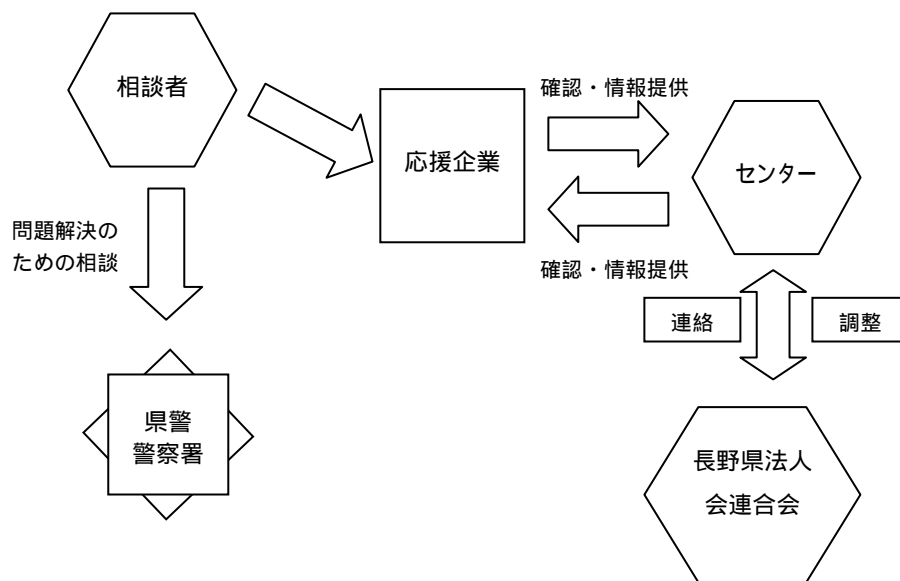 相談者
確認・情報提供
応援企業
センター
問題解決の
ための相談
確認・情報提供
連絡
調整
県警
警察署
長野県法人
会連合会